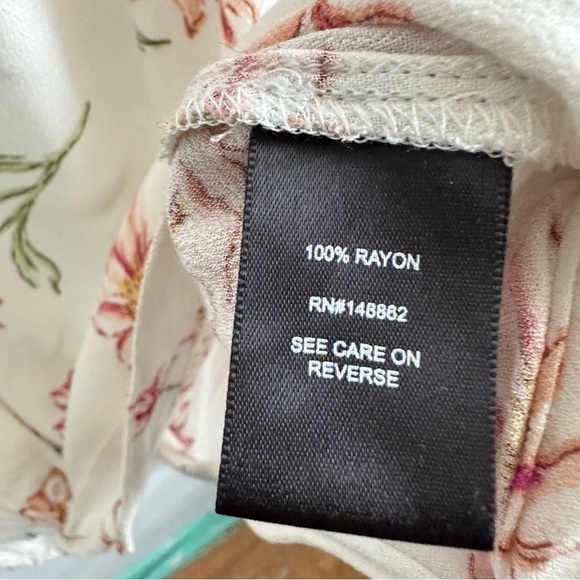 100% RAYON
RN#148862
SEE CARE ON
REVERSE